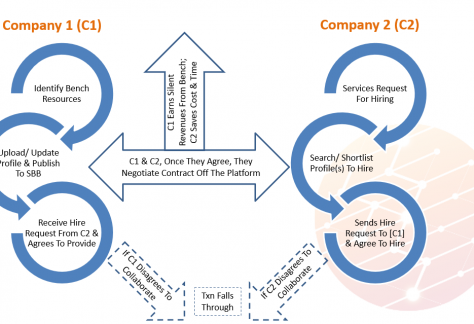 Company 1 (C1)
Company 2 (C2)
Identify Bench
Resources
C1 Earns Silent
Revenues From Bench;
C2 Saves Cost & Time
Services Request
For Hiring
Upload/ Update
Profile & Publish
To SBB
C1 & C2, Once They Agree, They
Negotiate Contract Off The Platform
Search/ Shortlist
Profile(s) To Hire
Receive Hire
Request From C2 &
Agrees To Provide
Sends Hire
Request To [C1]
& Agree To Hire
If C1 Disagrees To
Collaborate
Txn Falls
Through
If C2 Disagrees To
Collaborate